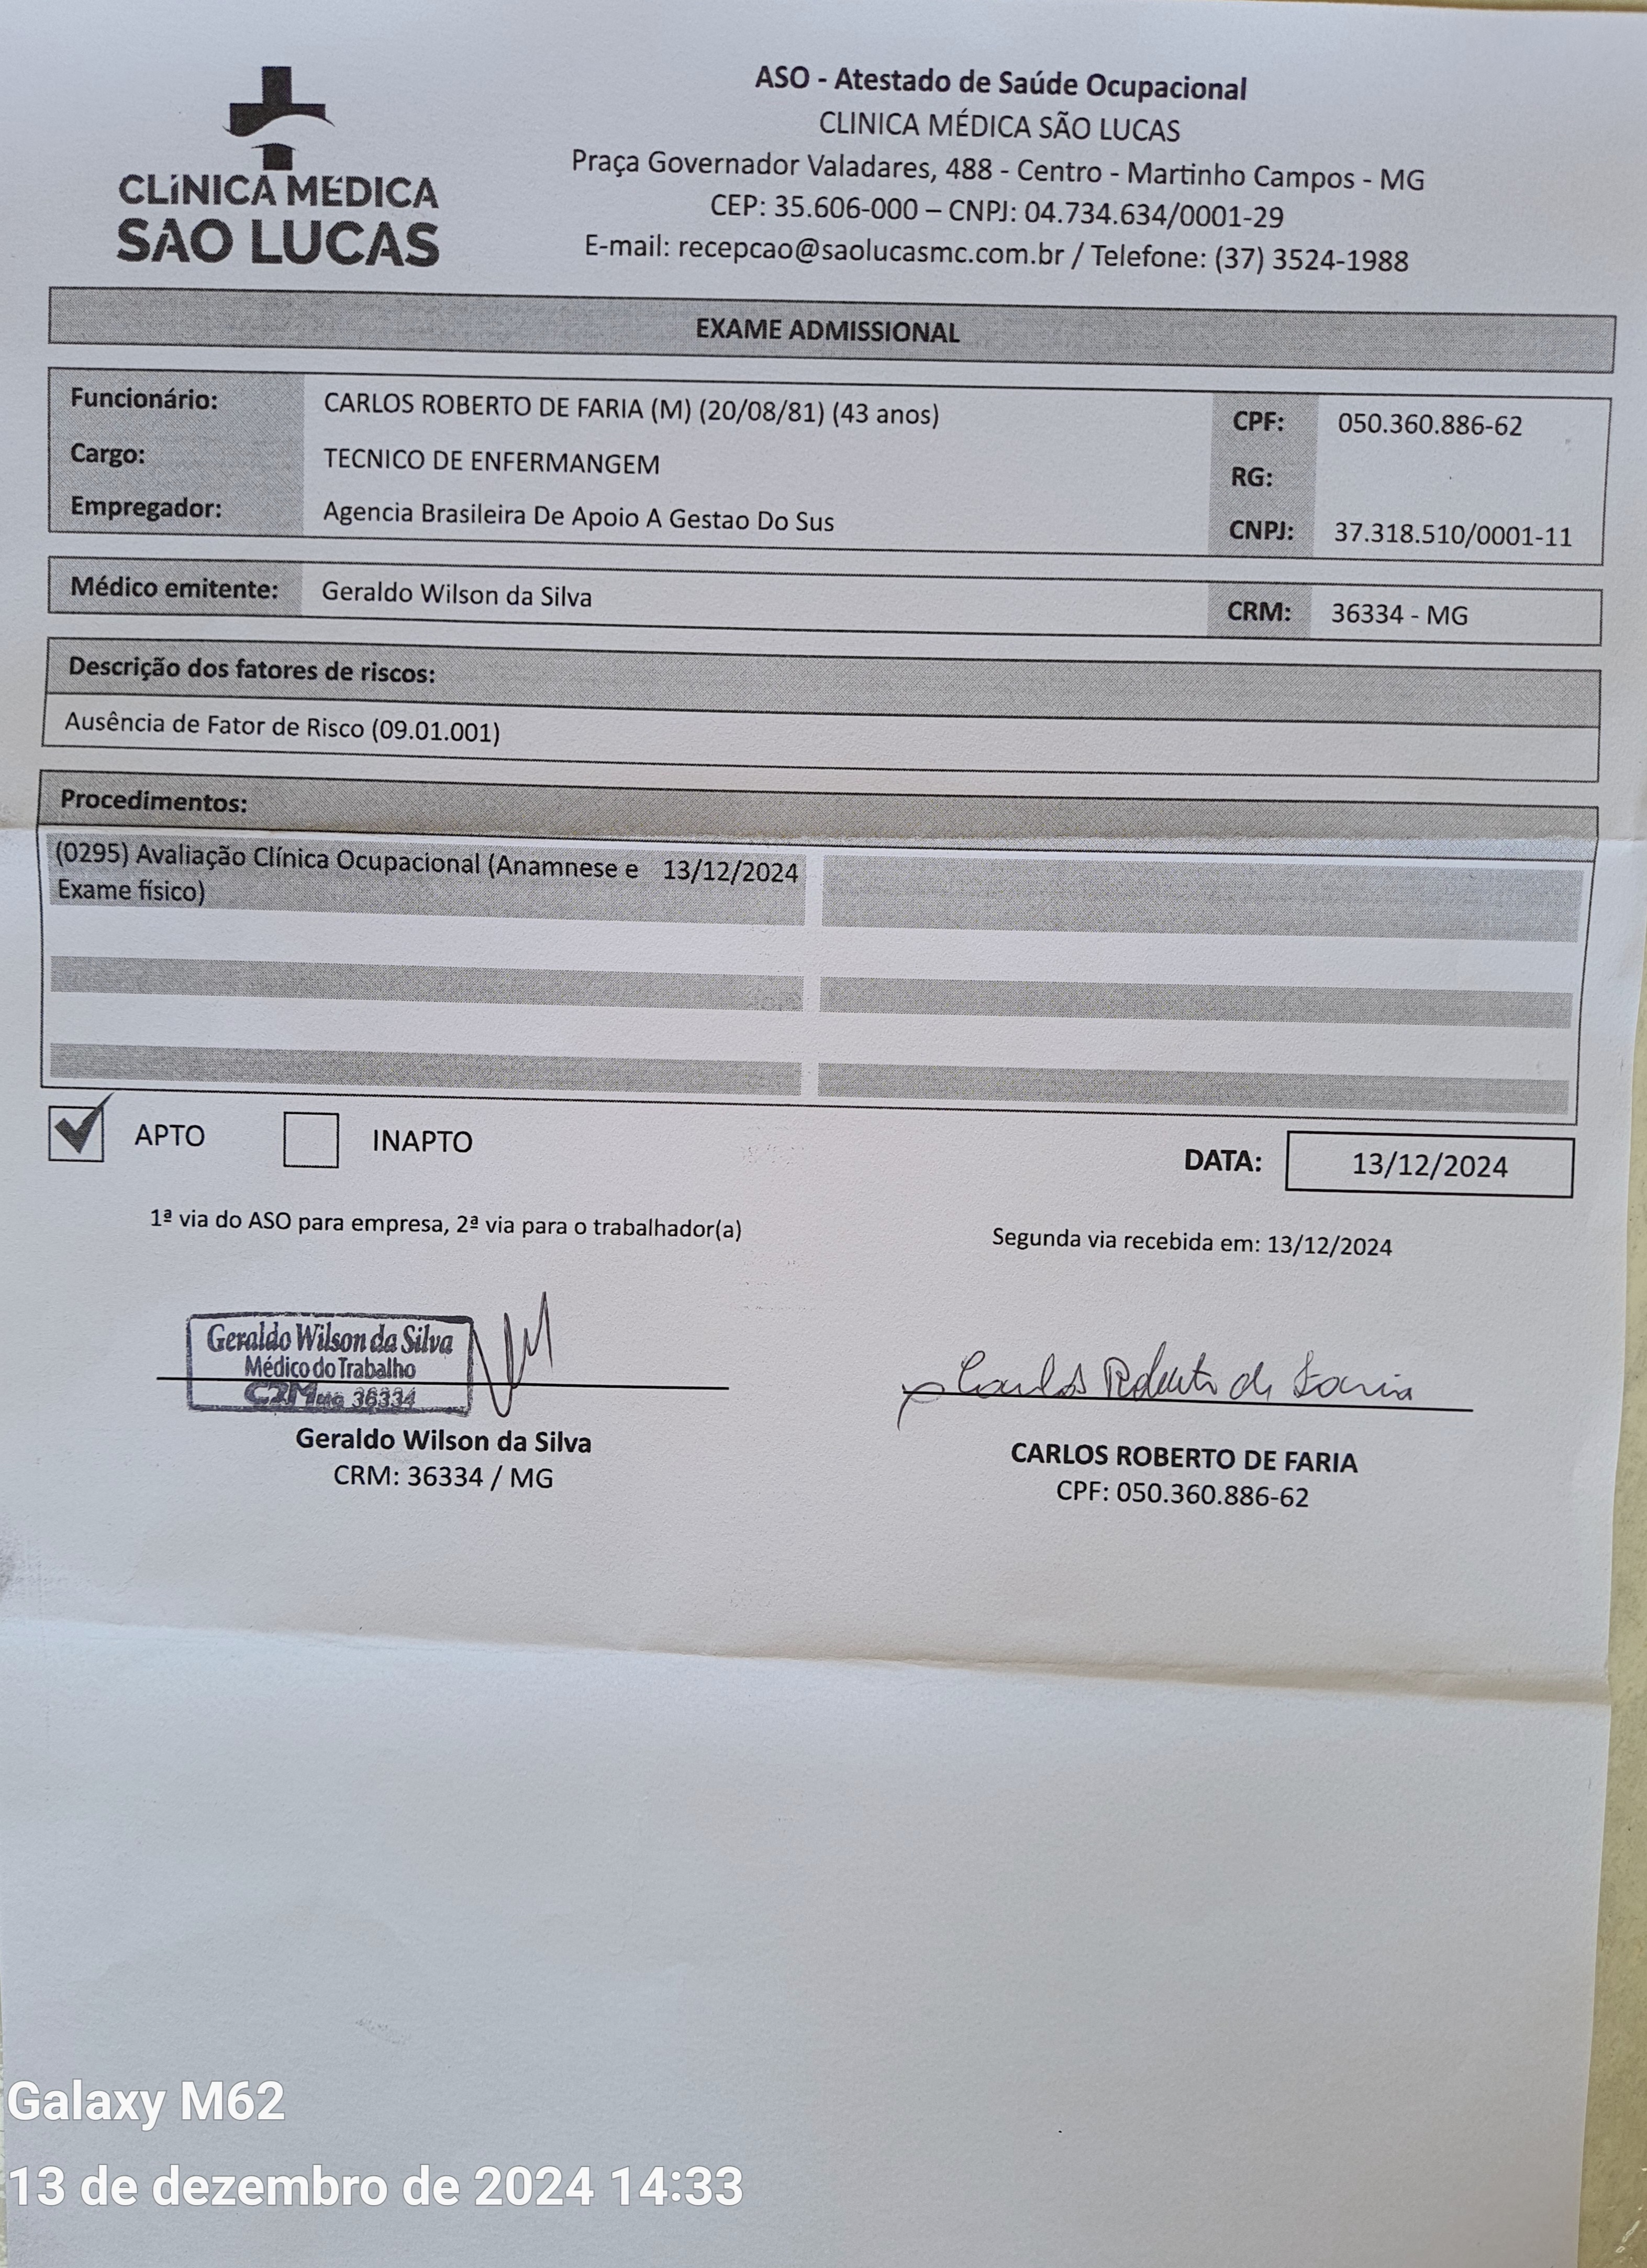 CLÍNICA MÉDICA
SÃO LUCAS
ASO - Atestado de Saúde Ocupacional
CLINICA MÉDICA SÃO LUCAS
Praça Governador Valadares, 488 - Centro - Martinho Campos - MG
CEP: 35.606-000 – CNPJ: 04.734.634/0001-29
E-mail: recepcao@saolucasmc.com.br / Telefone: (37) 3524-1988
EXAME ADMISSIONAL
Funcionário: CARLOS ROBERTO DE FARIA (M) (20/08/81) (43 anos) CPF: 050.360.886-62
Cargo: TECNICO DE ENFERMANGEM RG:
Empregador: Agencia Brasileira De Apoio A Gestao Do Sus CNPJ: 37.318.510/0001-11
Médico emitente: Geraldo Wilson da Silva CRM: 36334 - MG
Descrição dos fatores de riscos:
Ausência de Fator de Risco (09.01.001)
Procedimentos:
(0295) Avaliação Clínica Ocupacional (Anamnese e 13/12/2024
Exame físico)
APTO INAPTO DATA: 13/12/2024
1ª via do ASO para empresa, 2ª via para o trabalhador(a) Segunda via recebida em: 13/12/2024
Geraldo Wilson da Silva
Médico do Trabalho
36334
Carlos Roberto de Faria
Geraldo Wilson da Silva
CRM: 36334 / MG
CARLOS ROBERTO DE FARIA
CPF: 050.360.886-62
Galaxy M62
13 de dezembro de 2024 14:33